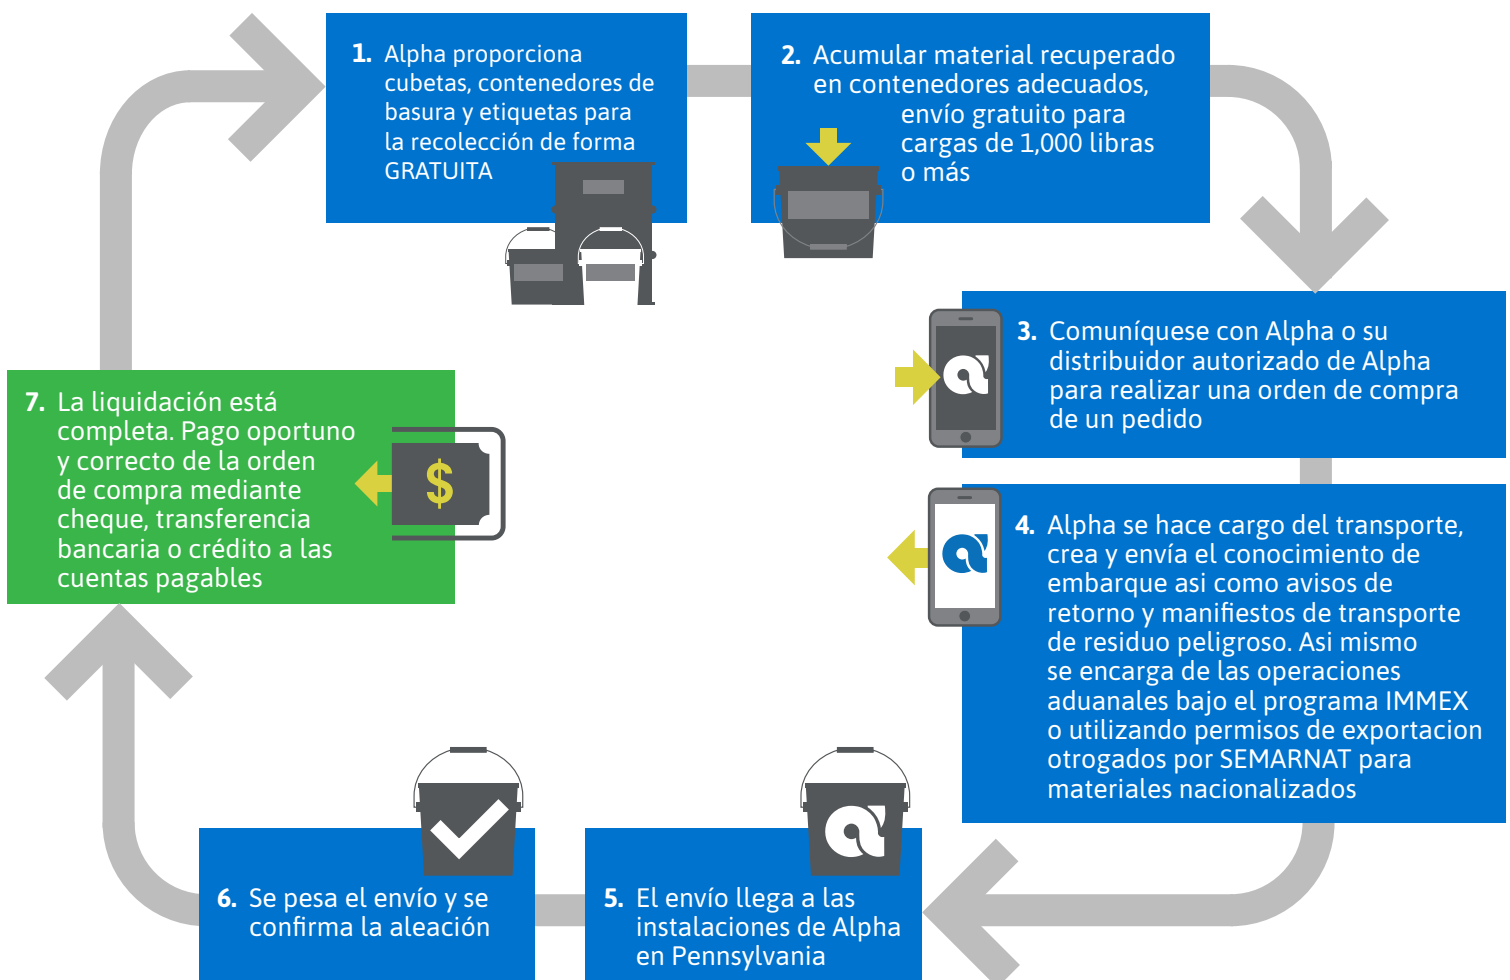 1. Alpha proporciona
cubetas, contenedores de
basura y etiquetas para
la recolección de forma
GRATUITA
2. Acumular material recuperado
en contenedores adecuados,
envío gratuito para
cargas de 1,000 libras
o más
3. Comuníquese con Alpha o su
distribuidor autorizado de Alpha
para realizar una orden de compra
de un pedido
4. Alpha se hace cargo del transporte,
crea y envía el conocimiento de
embarque asi como avisos de
retorno y manifiestos de transporte
de residuo peligroso. Asi mismo
se encarga de las operaciones
aduanales bajo el programa IMMEX
o utilizando permisos de exportacion
otrogados por SEMARNAT para
materiales nacionalizados
5. El envío llega a las
instalaciones de Alpha
en Pennsylvania
6. Se pesa el envío y se
confirma la aleación
7. La liquidación está
completa. Pago oportuno
y correcto de la orden
de compra mediante
cheque, transferencia
bancaria o crédito a las
cuentas pagables
$